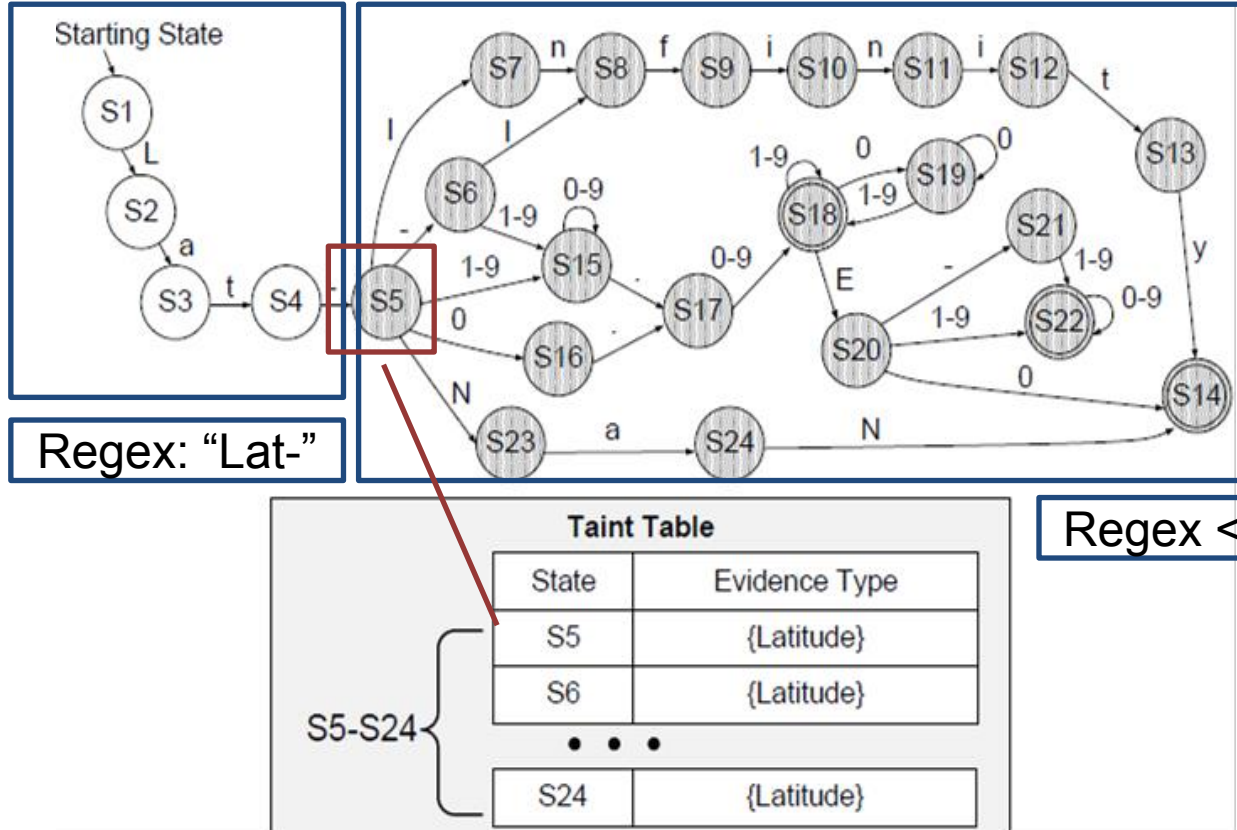 Starting State
S1
L
S2
a
S3
t
S4
-
S5
I
S7
n
S8
f
S9
i
S10
n
S11
i
S12
t
S13
y
S14
-
S6
I
1-9
0-9
S15
1-9
.
0
S16
.
S17
0-9
1-9
S18
0
1-9
S19
0
E
S20
-
S21
1-9
1-9
S22
0-9
0
N
S23
a
S24
N
Regex: “Lat-”
Regex <
Taint Table
State Evidence Type
S5 {Latitude}
S6 {Latitude}
• • •
S24 {Latitude}
S5-S24